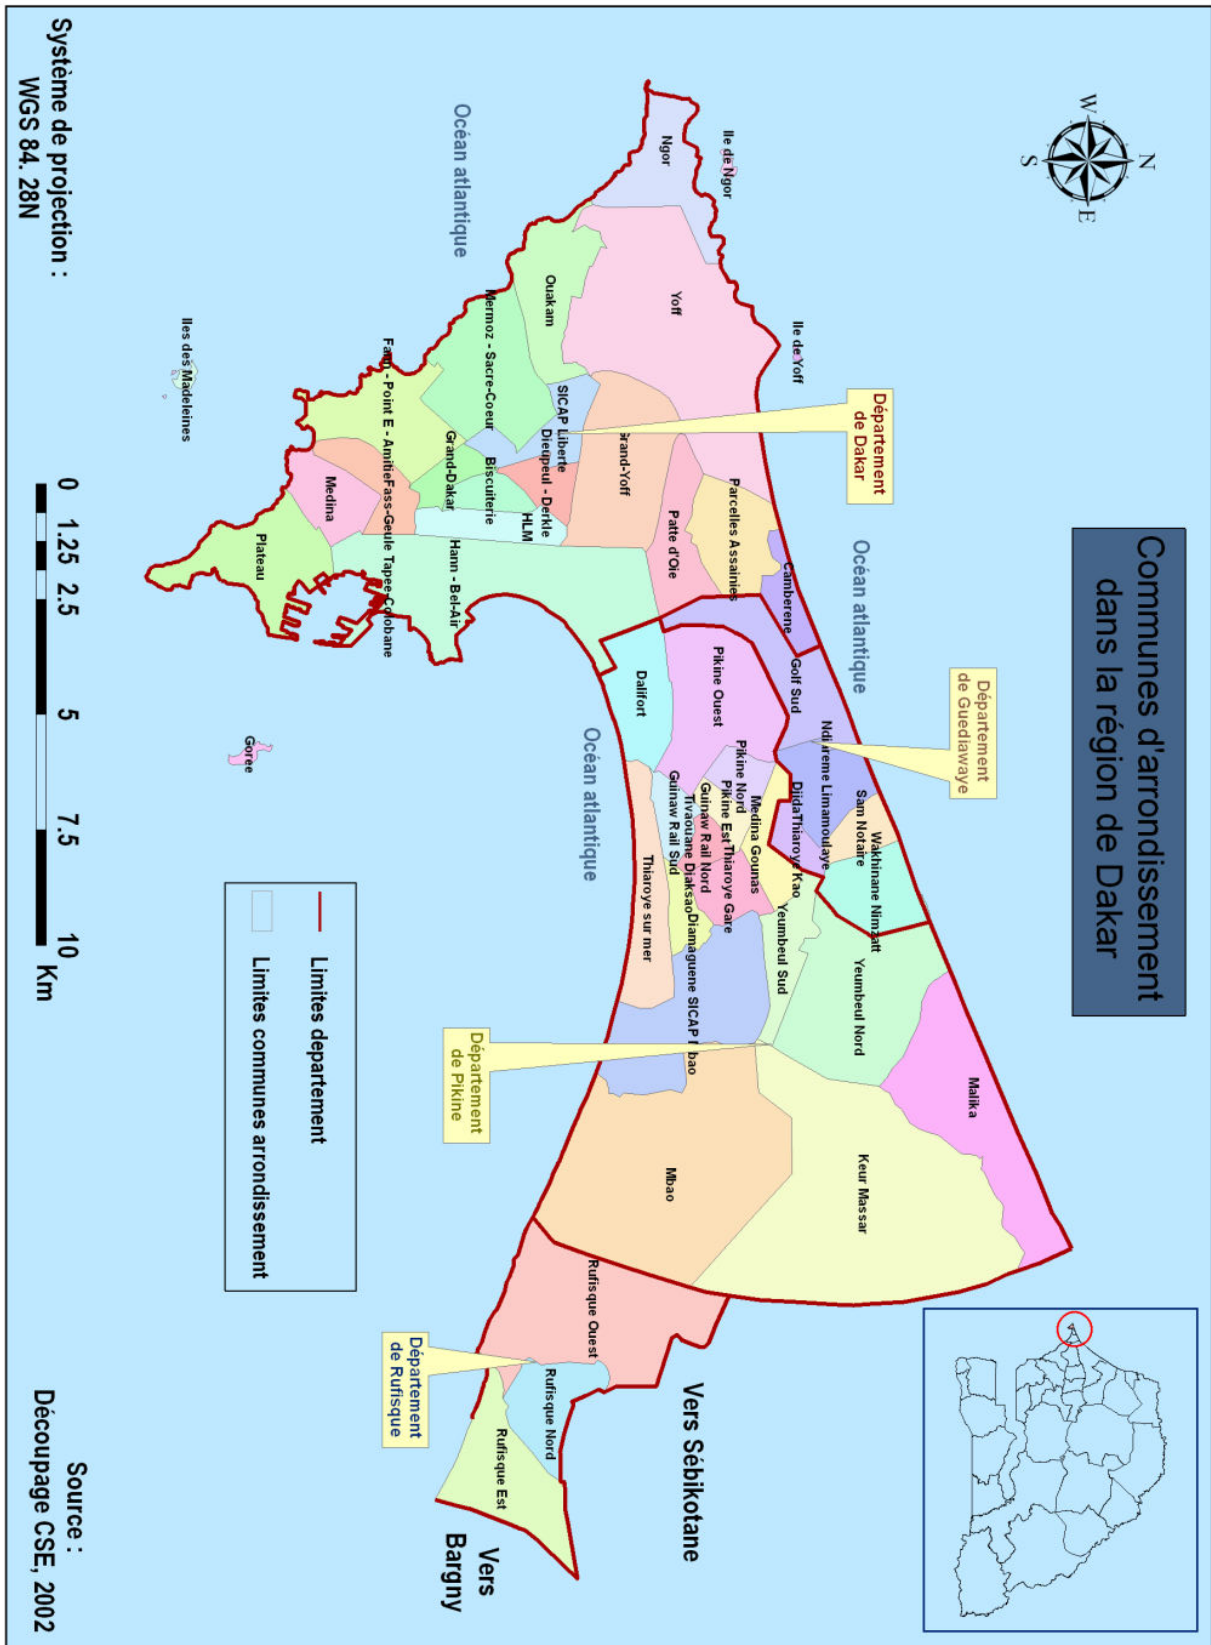 Communes d'arrondissement
dans la région de Dakar
N
W
E
S
Ile de Ngor
Ile de Yoff
Océan atlantique
Océan atlantique
Océan atlantique
Département
de Dakar
Département
de Guediawaye
Département
de Pikine
Département
de Rufisque
Ngor
Yoff
Ouakam
Mermoz - Sacre-Coeur
SICAP Liberte
Dieupeul - Derkle
Grand-Yoff
Patte d'Oie
Parcelles Assainies
Camberene
Biscuiterie
Grand-Dakar
HLM
Hann - Bel-Air
Fann - Point E - Amitie
Fass-Geule Tapee-Colobane
Medina
Plateau
Iles des Madeleines
Goree
Golf Sud
Ndiareme Limamoulaye
Sam Notaire
Wakhinane Nimzatt
Pikine Ouest
Pikine Nord
Pikine Est
Dalifort
Djida Thiaroye Kao
Medina Gounas
Thiaroye Gare
Guinaw Rail Nord
Guinaw Rail Sud
Tivaouane Diaksao
Diamaguene SICAP Mbao
Thiaroye sur mer
Yeumbeul Sud
Yeumbeul Nord
Malika
Keur Massar
Mbao
Rufisque Ouest
Rufisque Nord
Rufisque Est
Vers Sébikotane
Vers
Bargny
0 1.25 2.5 5 7.5 10
Km
Limites departement
Limites communes arrondissement
Système de projection :
WGS 84. 28N
Source :
Découpage CSE, 2002